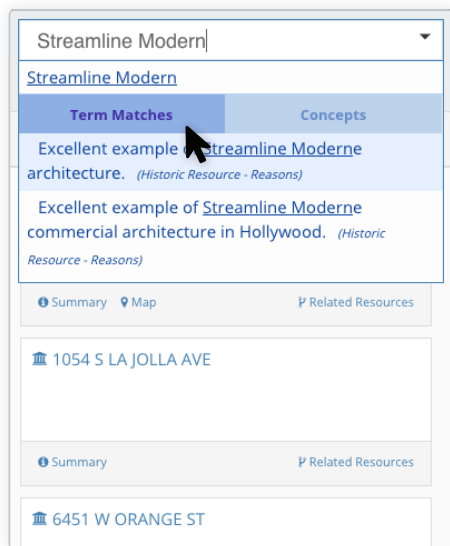 Streamline Modern
Streamline Modern
Term Matches Concepts
Excellent example of Streamline Moderne
architecture. (Historic Resource - Reasons)
Excellent example of Streamline Moderne
commercial architecture in Hollywood. (Historic
Resource - Reasons)
Summary Map Related Resources
1054 S LA JOLLA AVE
Summary Related Resources
6451 W ORANGE ST